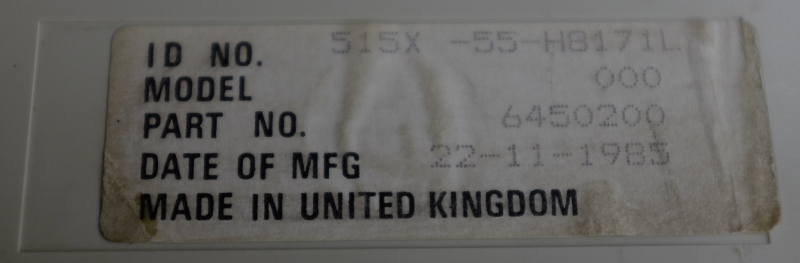 ID NO. 515X -55-H8171L
MODEL 000
PART NO. 6450200
DATE OF MFG 22-11-1985
MADE IN UNITED KINGDOM